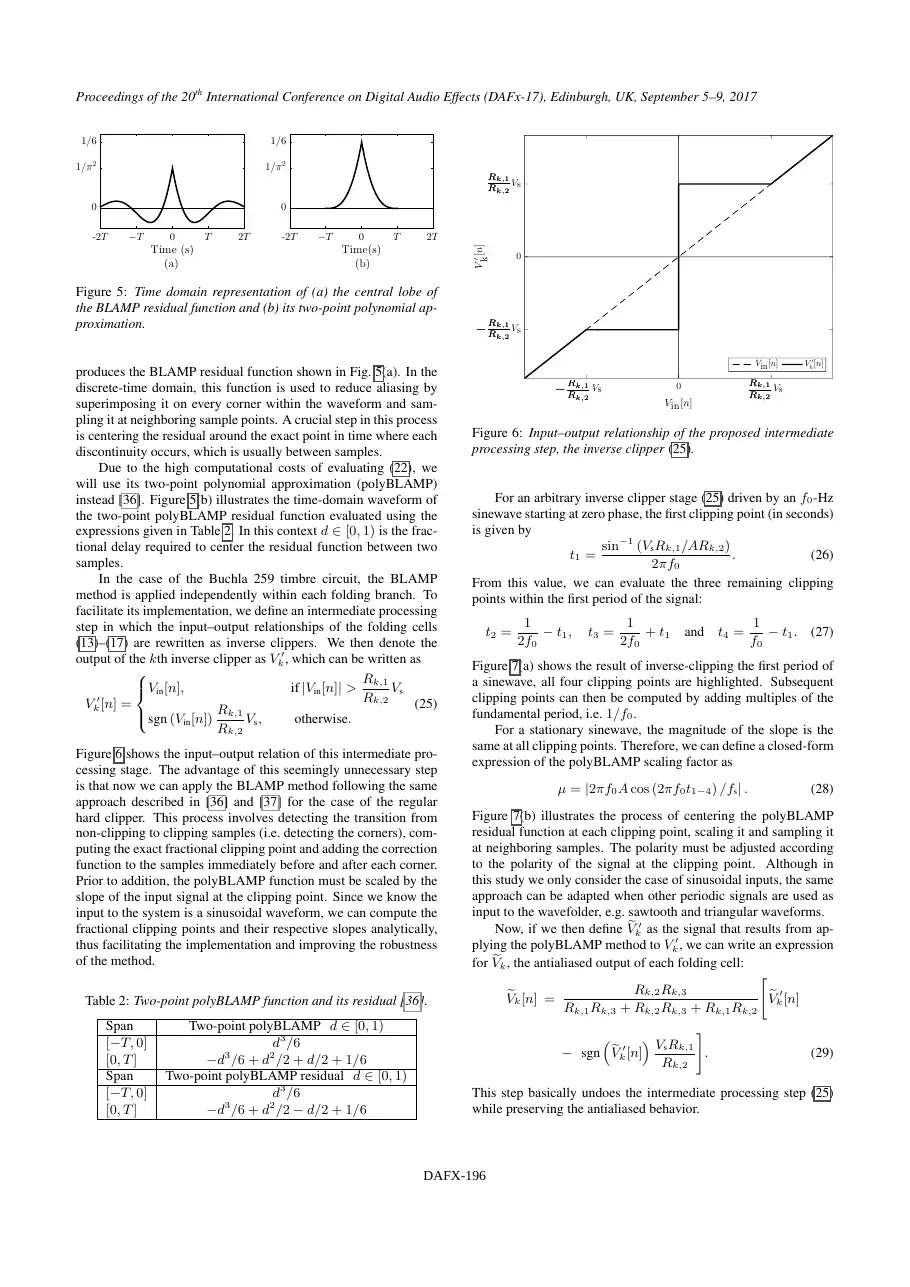 Proceedings of the 20th International Conference on Digital Audio Effects (DAFx-17), Edinburgh, UK, September 5–9, 2017
1/6
1/π²
0
-2T −T 0 T 2T
Time (s)
(a)
1/6
1/π²
0
-2T −T 0 T 2T
Time(s)
(b)
Figure 5: Time domain representation of (a) the central lobe of
the BLAMP residual function and (b) its two-point polynomial ap-
proximation.
produces the BLAMP residual function shown in Fig. 5(a). In the
discrete-time domain, this function is used to reduce aliasing by
superimposing it on every corner within the waveform and sam-
pling it at neighboring sample points. A crucial step in this process
is centering the residual around the exact point in time where each
discontinuity occurs, which is usually between samples.
Due to the high computational costs of evaluating (22), we
will use its two-point polynomial approximation (polyBLAMP)
instead [36]. Figure 5(b) illustrates the time-domain waveform of
the two-point polyBLAMP residual function evaluated using the
expressions given in Table 2. In this context d ∈ [0, 1) is the frac-
tional delay required to center the residual function between two
samples.
In the case of the Buchla 259 timbre circuit, the BLAMP
method is applied independently within each folding branch. To
facilitate its implementation, we define an intermediate processing
step in which the input–output relationships of the folding cells
(13)–(17) are rewritten as inverse clippers. We then denote the
output of the kth inverse clipper as V′k, which can be written as
V′k[n] = { Vin[n], if |Vin[n]| > Rk,1/Rk,2 Vs
sgn (Vin[n]) Rk,1/Rk,2 Vs, otherwise. (25)
Figure 6 shows the input–output relation of this intermediate pro-
cessing stage. The advantage of this seemingly unnecessary step
is that now we can apply the BLAMP method following the same
approach described in [36] and [37] for the case of the regular
hard clipper. This process involves detecting the transition from
non-clipping to clipping samples (i.e. detecting the corners), com-
puting the exact fractional clipping point and adding the correction
function to the samples immediately before and after each corner.
Prior to addition, the polyBLAMP function must be scaled by the
slope of the input signal at the clipping point. Since we know the
input to the system is a sinusoidal waveform, we can compute the
fractional clipping points and their respective slopes analytically,
thus facilitating the implementation and improving the robustness
of the method.
Table 2: Two-point polyBLAMP function and its residual [36].
Span Two-point polyBLAMP d ∈ [0, 1)
[−T, 0] d³/6
[0, T] −d³/6 + d²/2 + d/2 + 1/6
Span Two-point polyBLAMP residual d ∈ [0, 1)
[−T, 0] d³/6
[0, T] −d³/6 + d²/2 − d/2 + 1/6
Rk,1/Rk,2 Vs
0
−Rk,1/Rk,2 Vs
V′k[n]
Vin[n] V′k[n]
−Rk,1/Rk,2 Vs 0 Rk,1/Rk,2 Vs
Vin[n]
Figure 6: Input–output relationship of the proposed intermediate
processing step, the inverse clipper (25).
For an arbitrary inverse clipper stage (25) driven by an f0-Hz
sinewave starting at zero phase, the first clipping point (in seconds)
is given by
t1 = sin−1 (VsRk,1/ARk,2) / 2πf0 . (26)
From this value, we can evaluate the three remaining clipping
points within the first period of the signal:
t2 = 1/2f0 − t1, t3 = 1/2f0 + t1 and t4 = 1/f0 − t1. (27)
Figure 7(a) shows the result of inverse-clipping the first period of
a sinewave, all four clipping points are highlighted. Subsequent
clipping points can then be computed by adding multiples of the
fundamental period, i.e. 1/f0.
For a stationary sinewave, the magnitude of the slope is the
same at all clipping points. Therefore, we can define a closed-form
expression of the polyBLAMP scaling factor as
μ = |2πf0A cos (2πf0t1−4) /fs| . (28)
Figure 7(b) illustrates the process of centering the polyBLAMP
residual function at each clipping point, scaling it and sampling it
at neighboring samples. The polarity must be adjusted according
to the polarity of the signal at the clipping point. Although in
this study we only consider the case of sinusoidal inputs, the same
approach can be adapted when other periodic signals are used as
input to the wavefolder, e.g. sawtooth and triangular waveforms.
Now, if we then define Ṽ′k as the signal that results from ap-
plying the polyBLAMP method to V′k, we can write an expression
for Ṽk, the antialiased output of each folding cell:
Ṽk[n] = Rk,2Rk,3 / (Rk,1Rk,3 + Rk,2Rk,3 + Rk,1Rk,2) [ Ṽ′k[n]
− sgn (Ṽ′k[n]) VsRk,1/Rk,2 ] . (29)
This step basically undoes the intermediate processing step (25)
while preserving the antialiased behavior.
DAFX-196